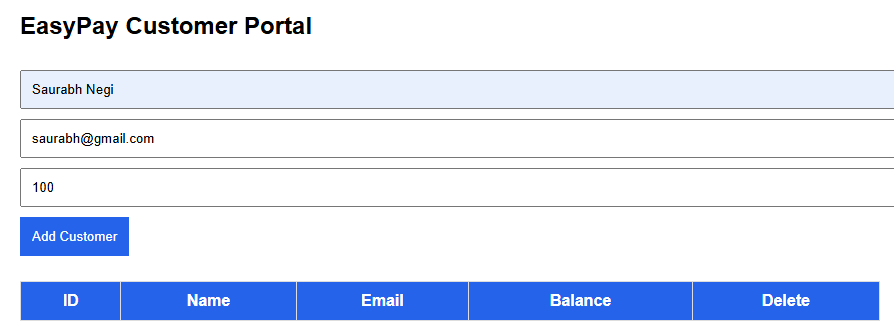 EasyPay Customer Portal
Saurabh Negi
saurabh@gmail.com
100
Add Customer
ID Name Email Balance Delete